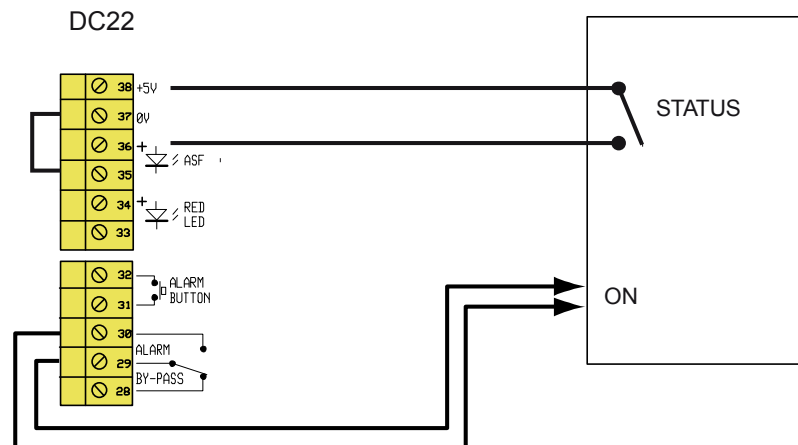 DC22
38 +5V
37 0V
36 +
ASF
35
34 +
RED
LED
33
32
ALARM
BUTTON
31
30
ALARM
29
BY-PASS
28
STATUS
ON